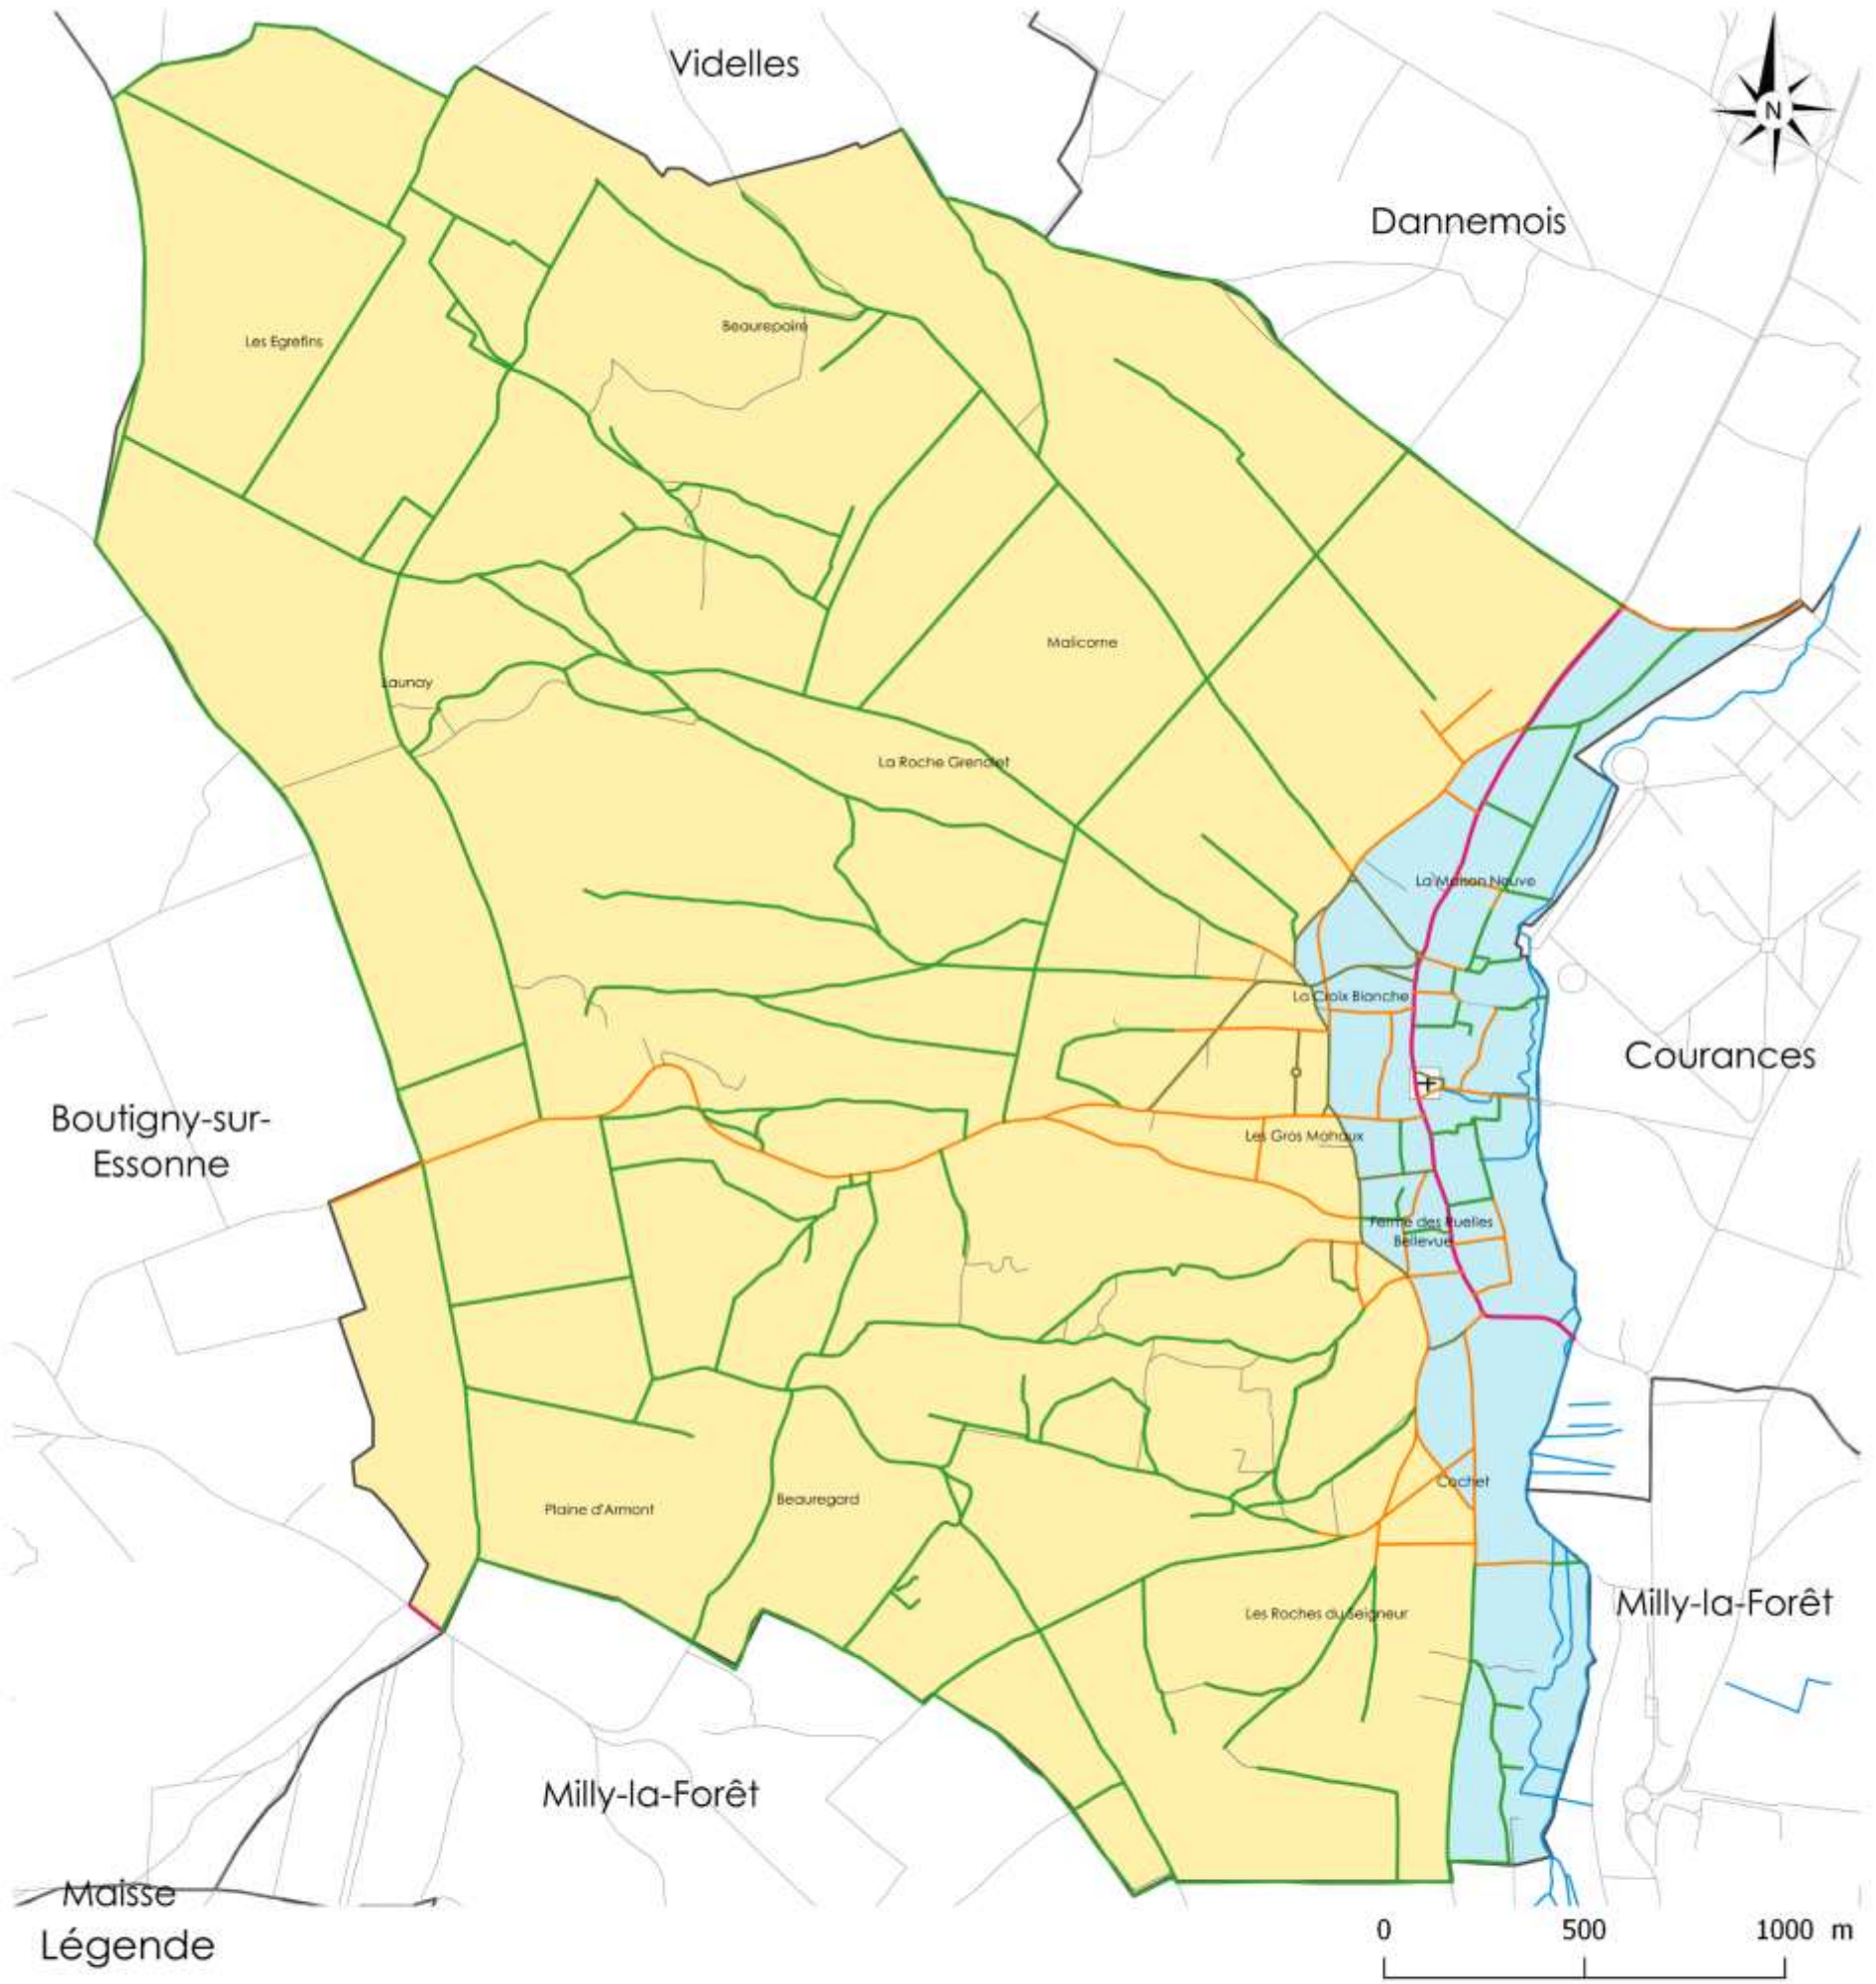 Videlles
N
Dannemois
Beaurepaire
Les Egrefins
Malicorne
Launay
La Roche Grenolet
La Maison Neuve
La Croix Blanche
Courances
Boutigny-sur-
Essonne
Les Gros Mahaux
Ferme des Ruelles
Bellevue
Cochet
Beauregard
Plaine d'Armont
Milly-la-Forêt
Les Roches du Seigneur
Milly-la-Forêt
Maisse
Légende
0 500 1000 m